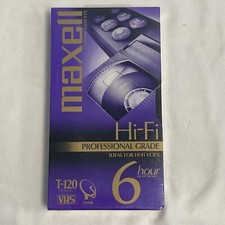 maxell
Hi-Fi
PROFESSIONAL GRADE
IDEAL FOR HI-FI VCR'S
T-120
6 hour
VHS